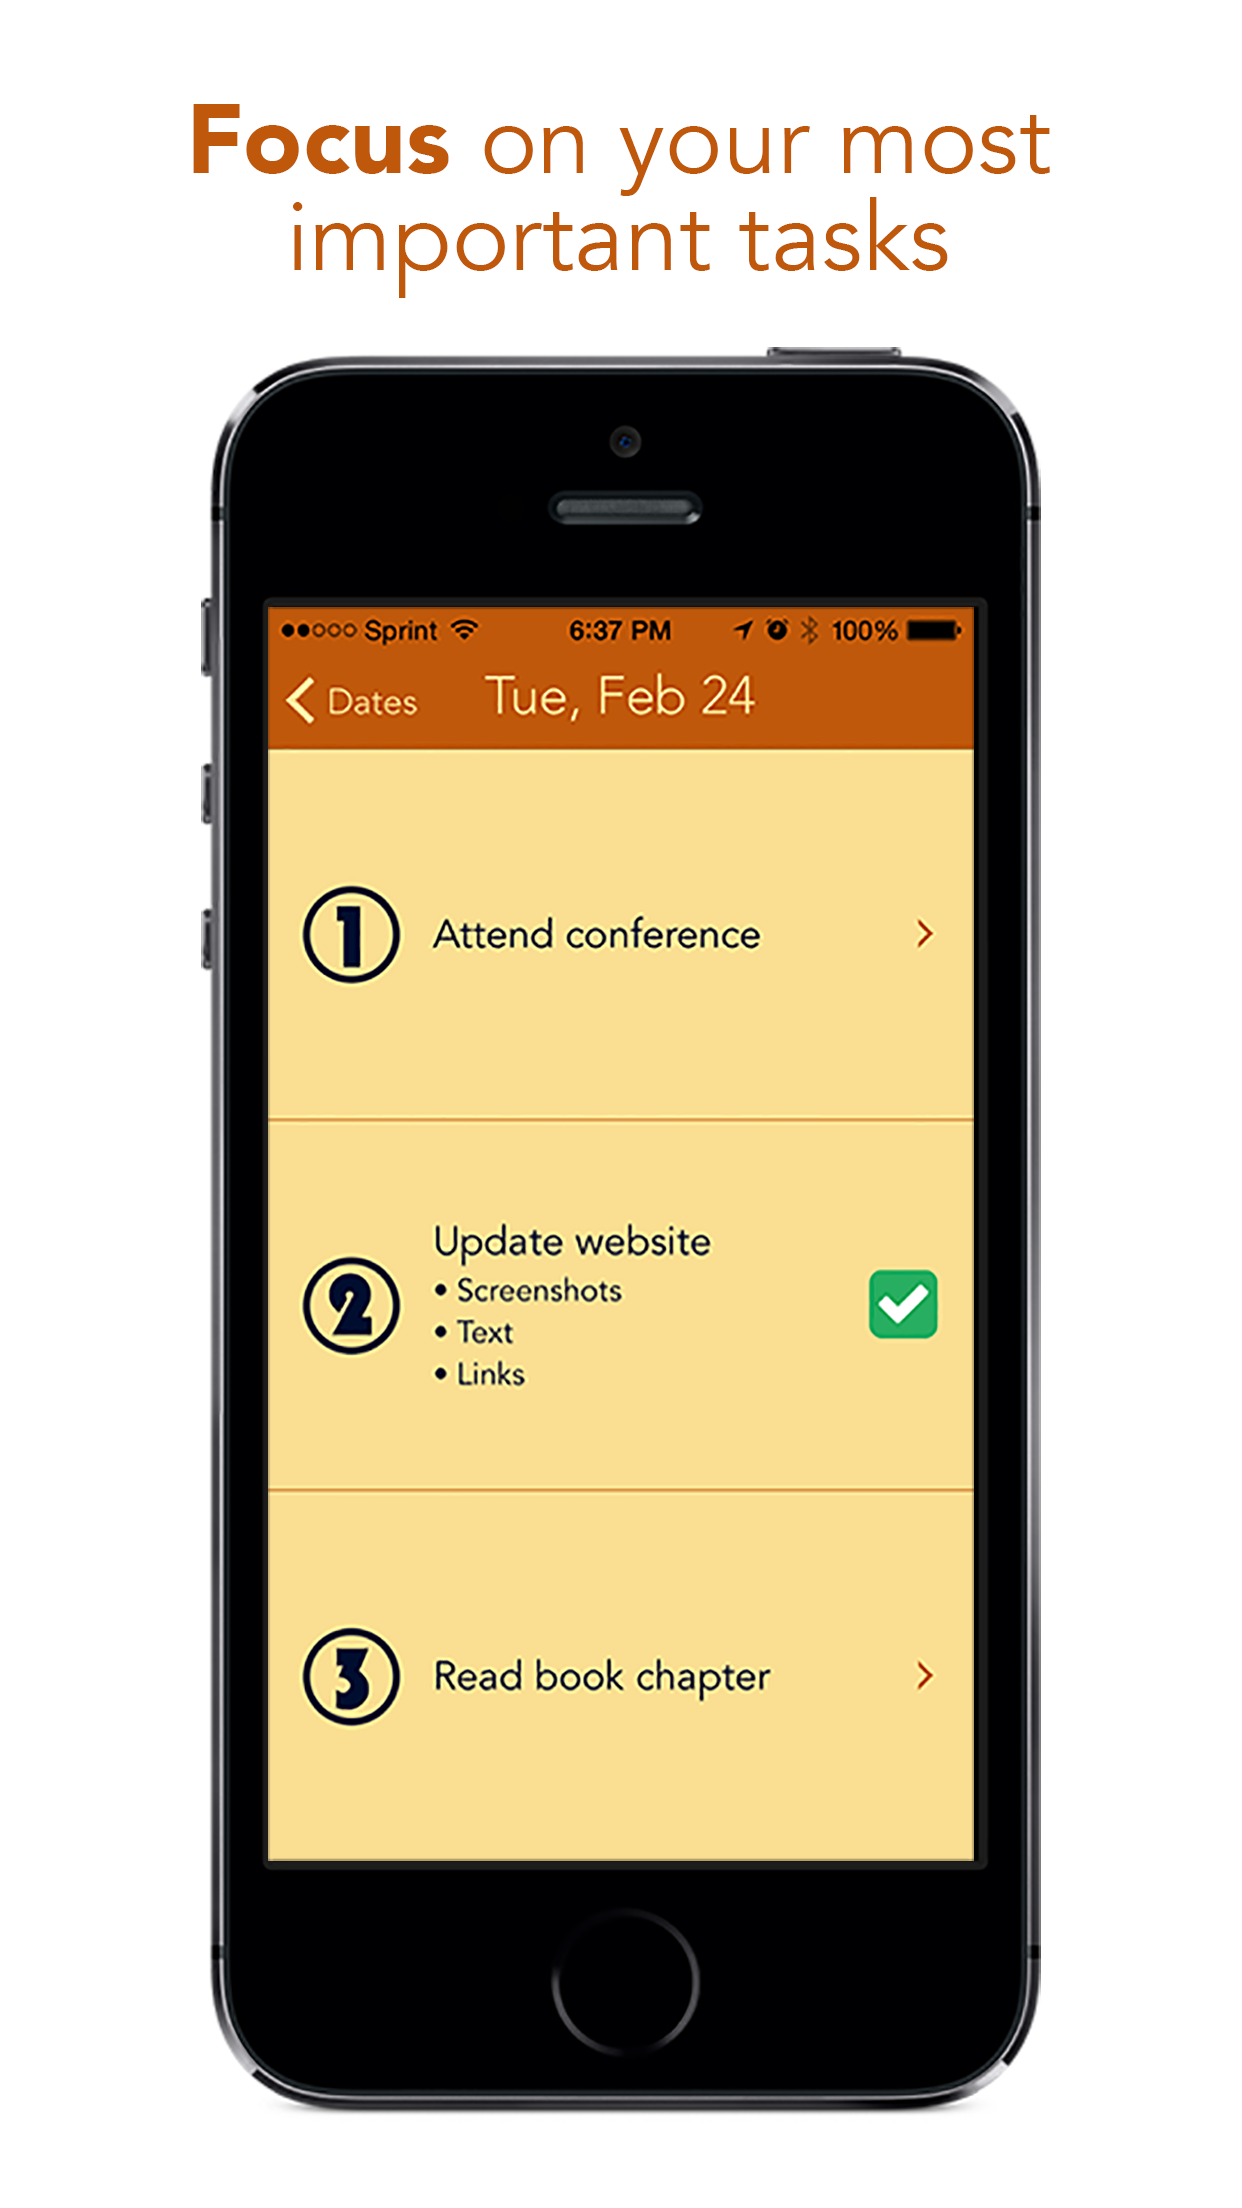 Focus on your most
important tasks
Sprint 6:37 PM 100%
Dates Tue, Feb 24
1 Attend conference
2 Update website
• Screenshots
• Text
• Links
3 Read book chapter